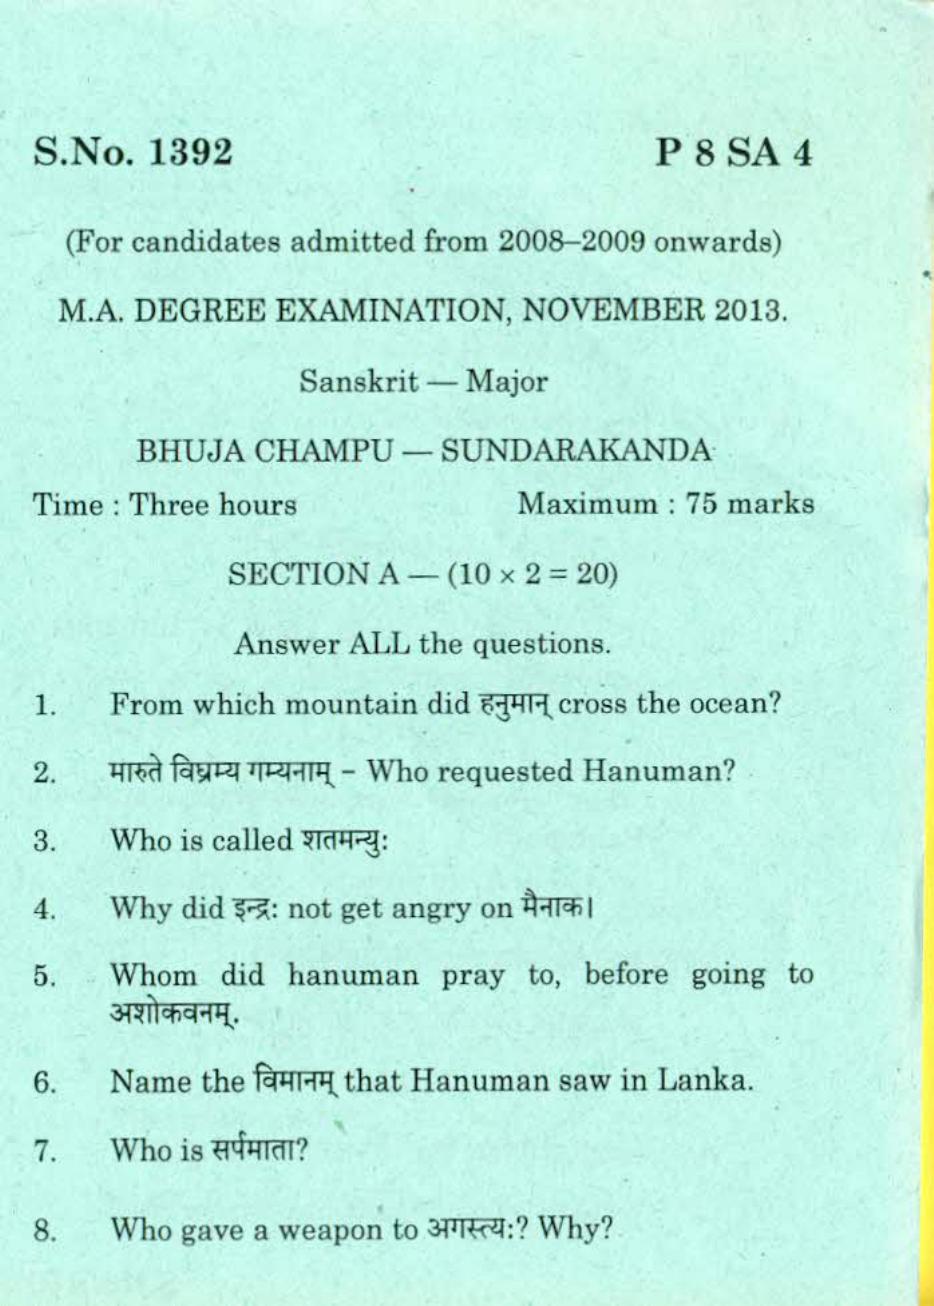 S.No. 1392 P 8 SA 4
(For candidates admitted from 2008–2009 onwards)
M.A. DEGREE EXAMINATION, NOVEMBER 2013.
Sanskrit — Major
BHUJA CHAMPU — SUNDARAKANDA
Time : Three hours Maximum : 75 marks
SECTION A — (10 × 2 = 20)
Answer ALL the questions.
1. From which mountain did हनुमान् cross the ocean?
2. मारुते विघ्रम्य गम्यनाम् – Who requested Hanuman?
3. Who is called शतमन्यु:
4. Why did इन्द्र: not get angry on मैनाक।
5. Whom did hanuman pray to, before going to
अशोकवनम्.
6. Name the विमानम् that Hanuman saw in Lanka.
7. Who is सर्पमाता?
8. Who gave a weapon to अगस्त्य:? Why?